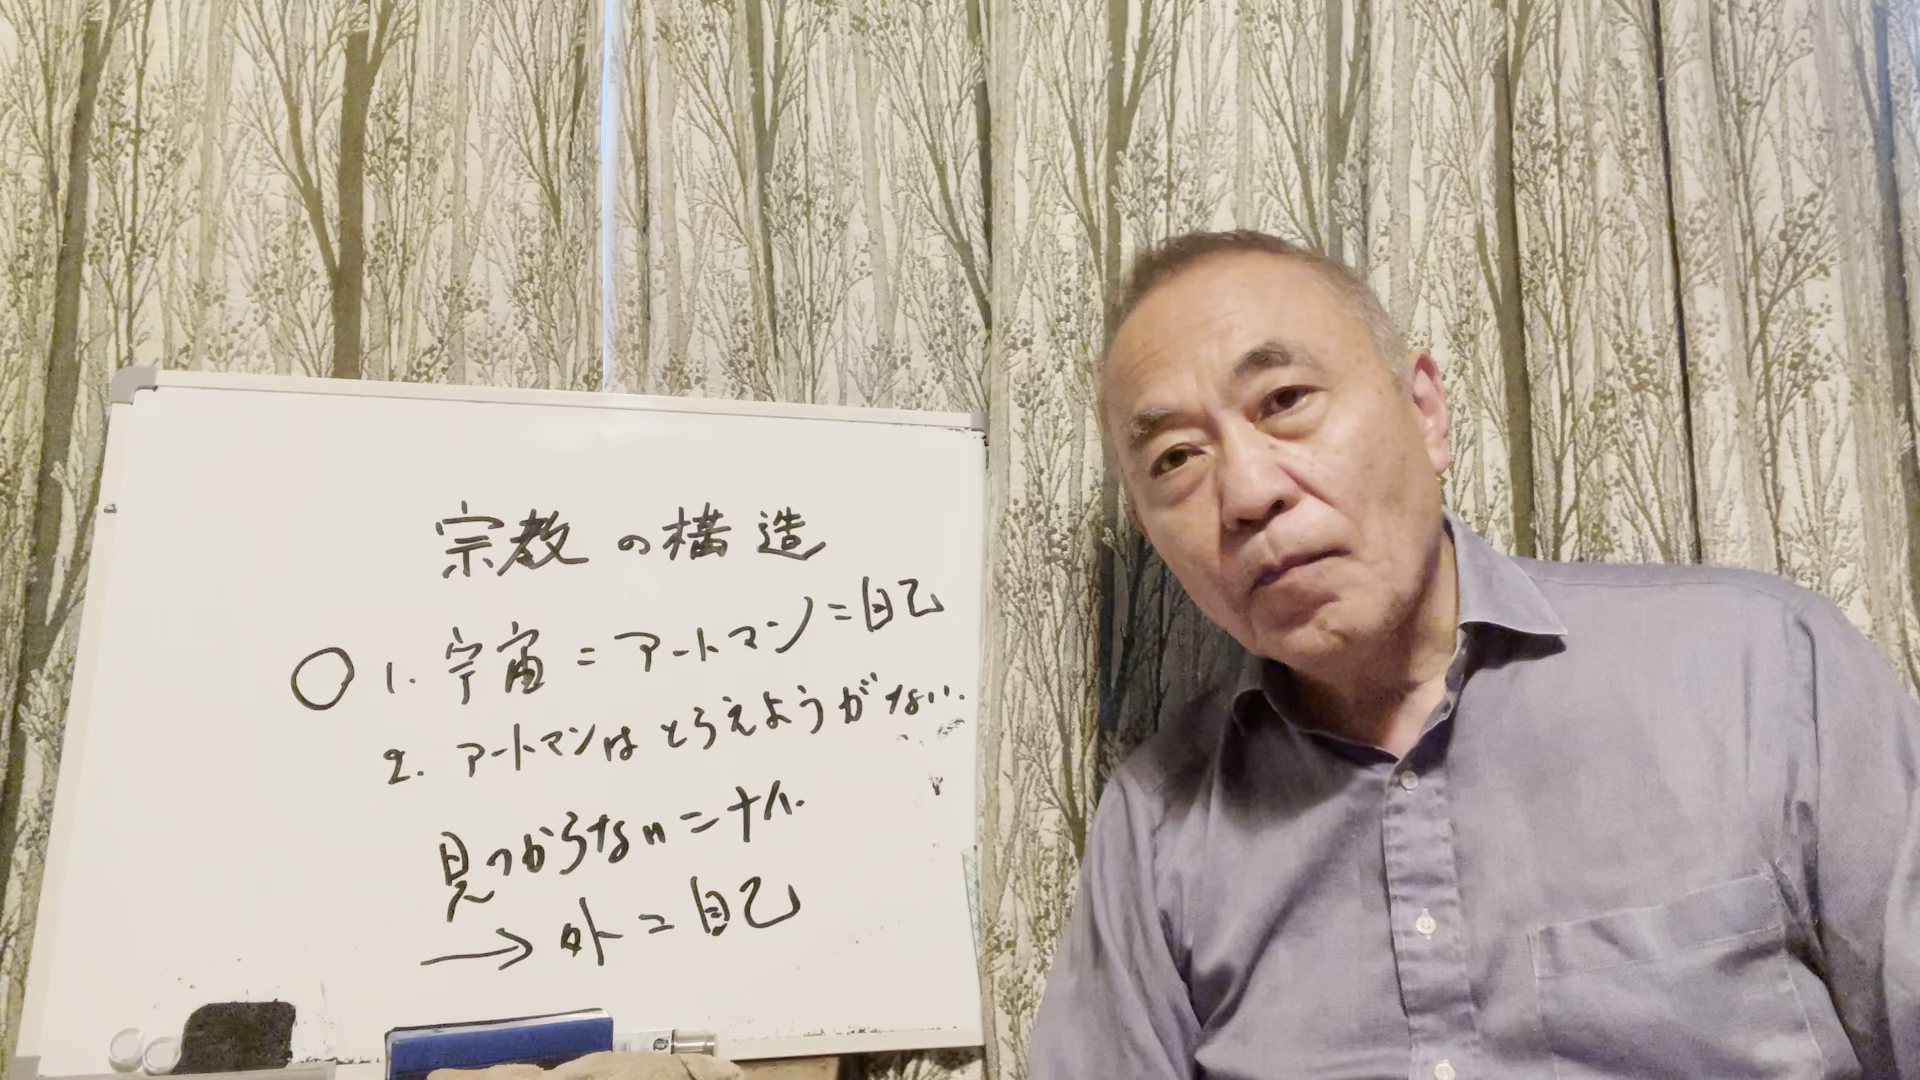 宗教の構造
○ 1. 宇宙=アートマン=自己
2. アートマンはとらえようがない.
見つからない=ナイ.
→ 外=自己